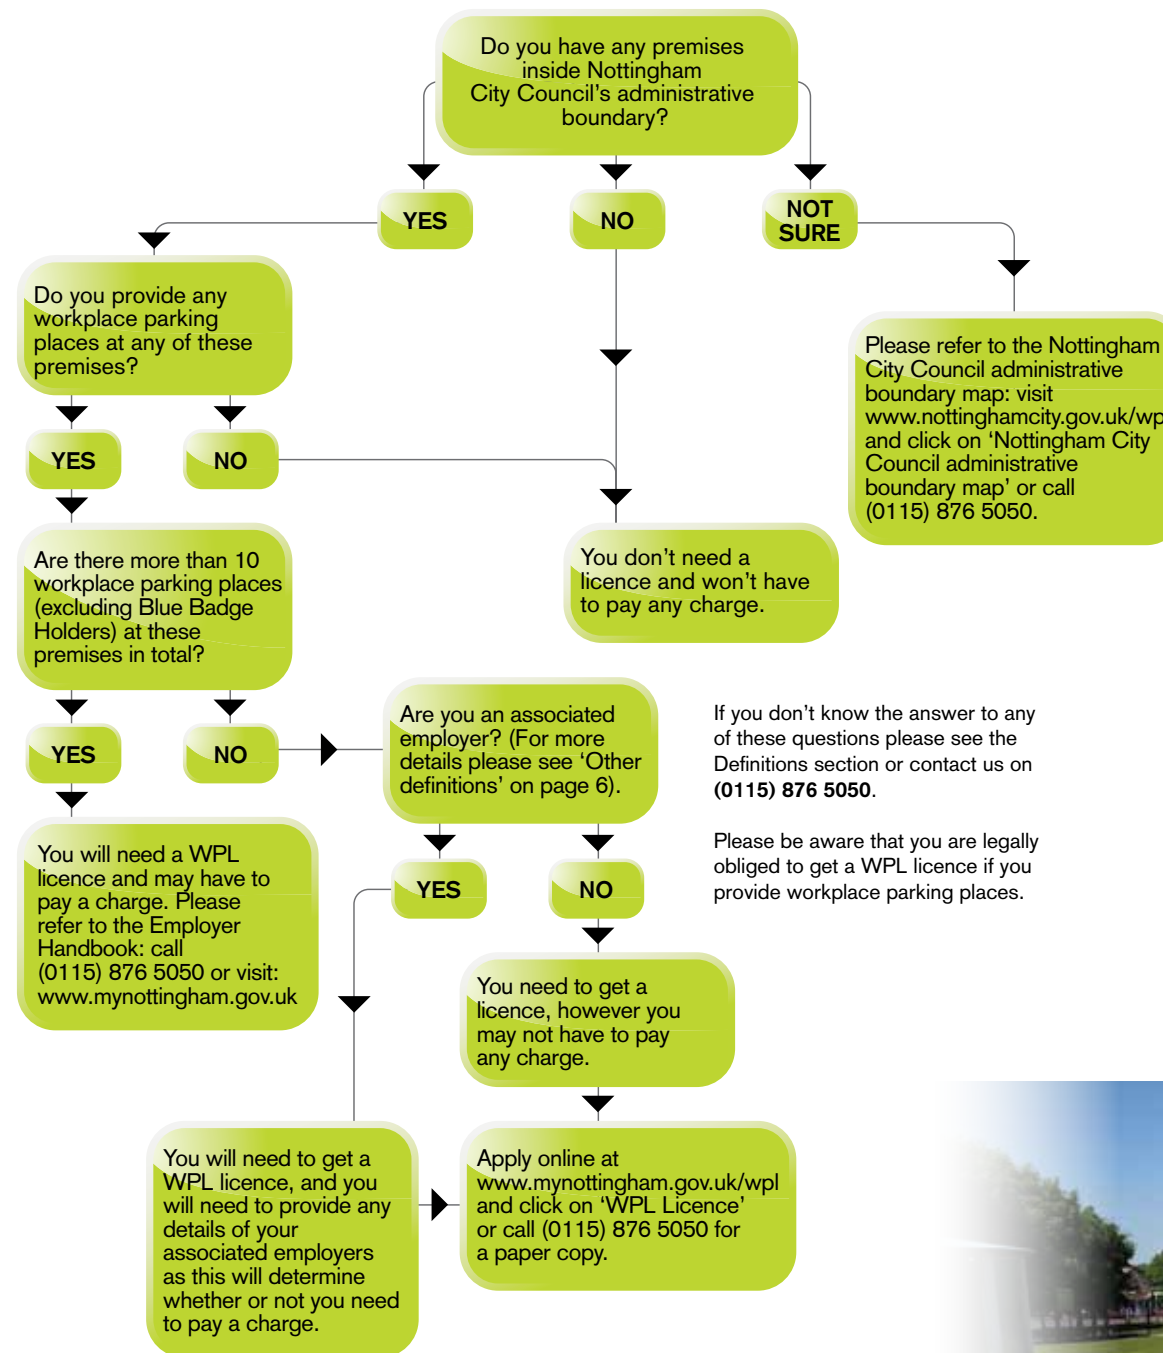 Do you have any premises
inside Nottingham
City Council's administrative
boundary?
YES
NO
NOT
SURE
Do you provide any
workplace parking
places at any of these
premises?
Please refer to the Nottingham
City Council administrative
boundary map: visit
www.nottinghamcity.gov.uk/wp
and click on 'Nottingham City
Council administrative
boundary map' or call
(0115) 876 5050.
YES
NO
Are there more than 10
workplace parking places
(excluding Blue Badge
Holders) at these
premises in total?
You don't need a
licence and won't have
to pay any charge.
YES
NO
Are you an associated
employer? (For more
details please see 'Other
definitions' on page 6).
If you don't know the answer to any
of these questions please see the
Definitions section or contact us on
(0115) 876 5050.
Please be aware that you are legally
obliged to get a WPL licence if you
provide workplace parking places.
You will need a WPL
licence and may have to
pay a charge. Please
refer to the Employer
Handbook: call
(0115) 876 5050 or visit:
www.mynottingham.gov.uk
YES
NO
You need to get a
licence, however you
may not have to pay
any charge.
You will need to get a
WPL licence, and you
will need to provide any
details of your
associated employers
as this will determine
whether or not you need
to pay a charge.
Apply online at
www.mynottingham.gov.uk/wpl
and click on 'WPL Licence'
or call (0115) 876 5050 for
a paper copy.